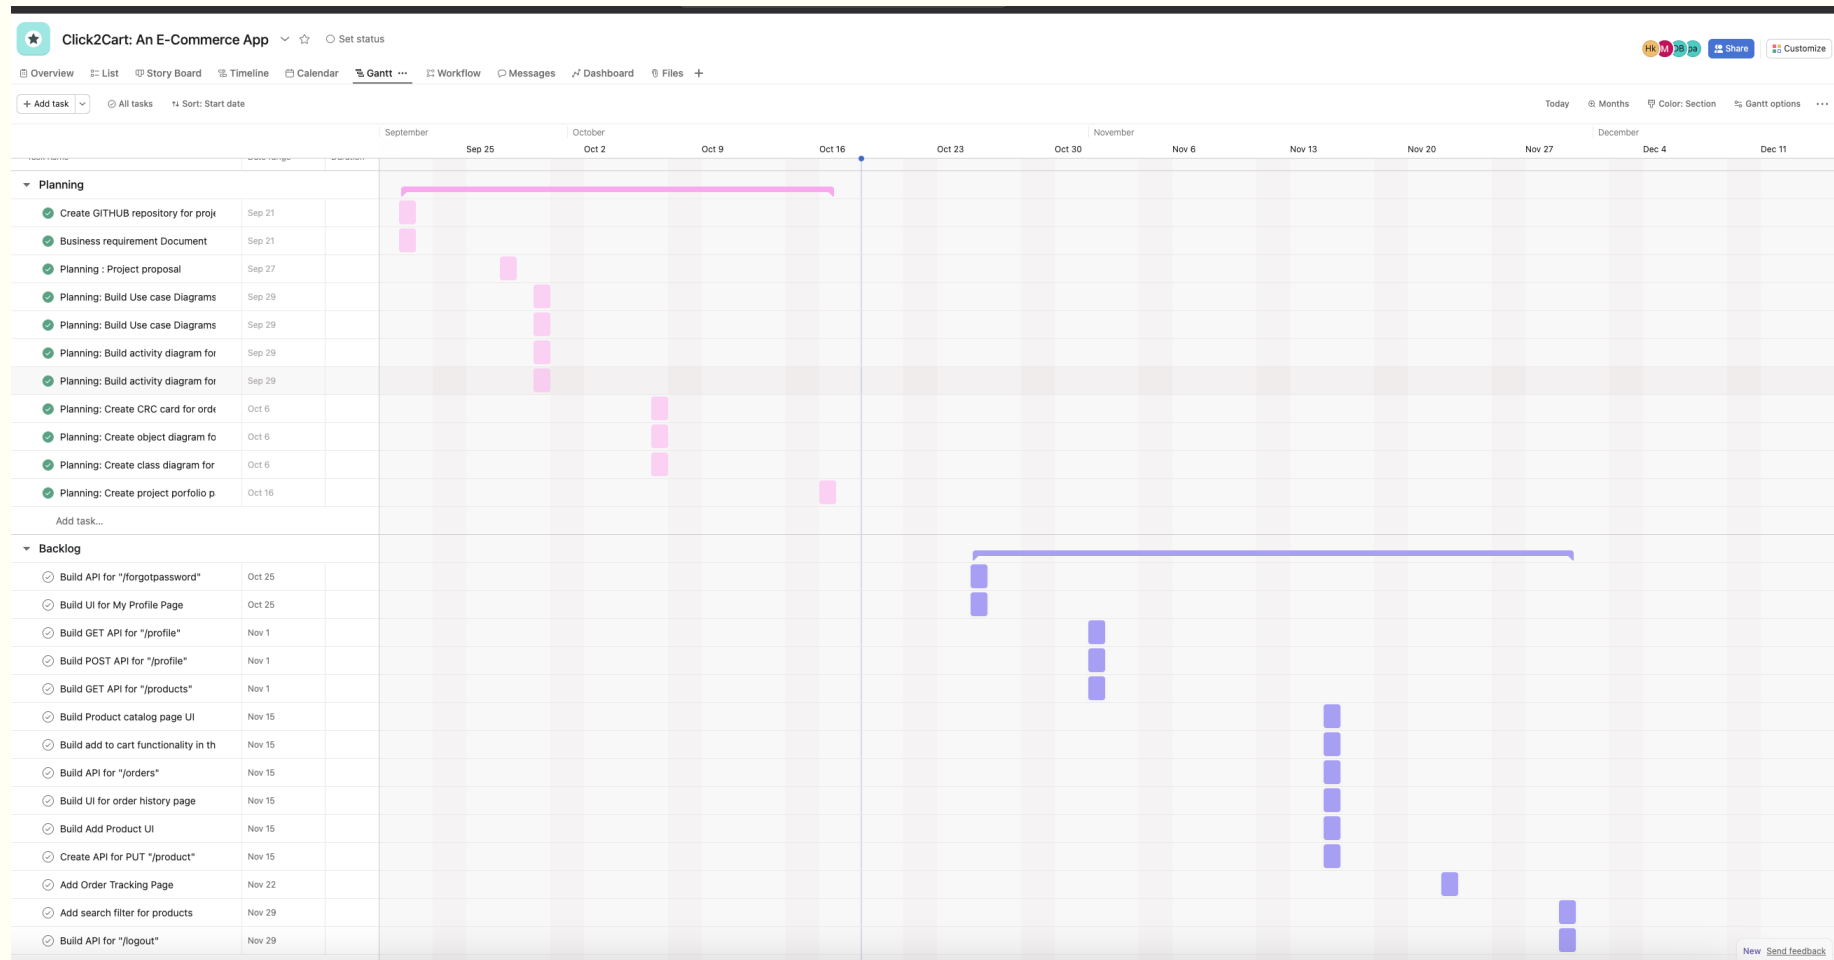 Click2Cart: An E-Commerce App
Set status
Hk M DB pa
Share
Customize
Overview List Story Board Timeline Calendar Gantt ... Workflow Messages Dashboard Files +
+ Add task All tasks Sort: Start date
Today Months Color: Section Gantt options ...
September October November December
Sep 25 Oct 2 Oct 9 Oct 16 Oct 23 Oct 30 Nov 6 Nov 13 Nov 20 Nov 27 Dec 4 Dec 11
Planning
Create GITHUB repository for proje Sep 21
Business requirement Document Sep 21
Planning : Project proposal Sep 27
Planning: Build Use case Diagrams Sep 29
Planning: Build Use case Diagrams Sep 29
Planning: Build activity diagram for Sep 29
Planning: Build activity diagram for Sep 29
Planning: Create CRC card for orde Oct 6
Planning: Create object diagram fo Oct 6
Planning: Create class diagram for Oct 6
Planning: Create project porfolio p Oct 16
Add task...
Backlog
Build API for "/forgotpassword" Oct 25
Build UI for My Profile Page Oct 25
Build GET API for "/profile" Nov 1
Build POST API for "/profile" Nov 1
Build GET API for "/products" Nov 1
Build Product catalog page UI Nov 15
Build add to cart functionality in th Nov 15
Build API for "/orders" Nov 15
Build UI for order history page Nov 15
Build Add Product UI Nov 15
Create API for PUT "/product" Nov 15
Add Order Tracking Page Nov 22
Add search filter for products Nov 29
Build API for "/logout" Nov 29
New Send feedback